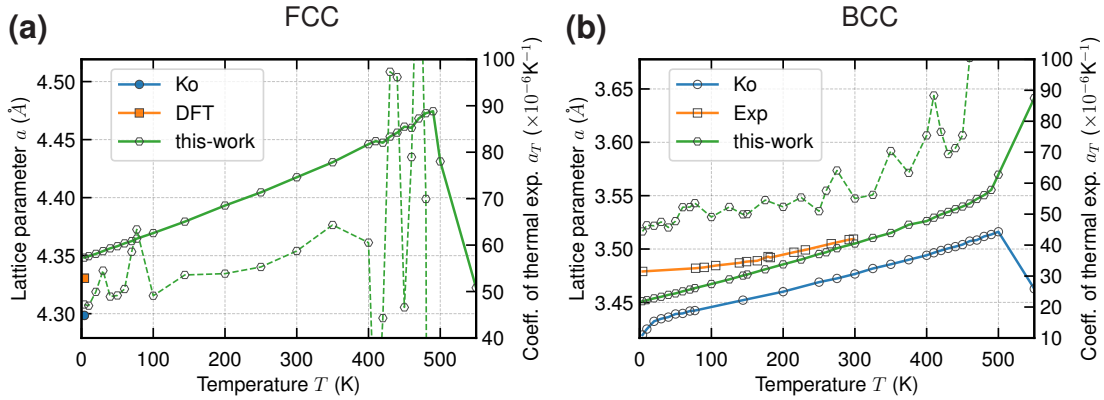 FCC
(a)
4.50
4.45
4.40
4.35
4.30
Lattice parameter a (Å)
Ko
DFT
this-work
0
100
200
300
400
500
Temperature T (K)
100
90
80
70
60
50
40
Coeff. of thermal exp. a_T (×10⁻⁶K⁻¹)
BCC
(b)
3.65
3.60
3.55
3.50
3.45
Lattice parameter a (Å)
Ko
Exp
this-work
0
100
200
300
400
500
Temperature T (K)
100
90
80
70
60
50
40
30
20
10
Coeff. of thermal exp. a_T (×10⁻⁶K⁻¹)